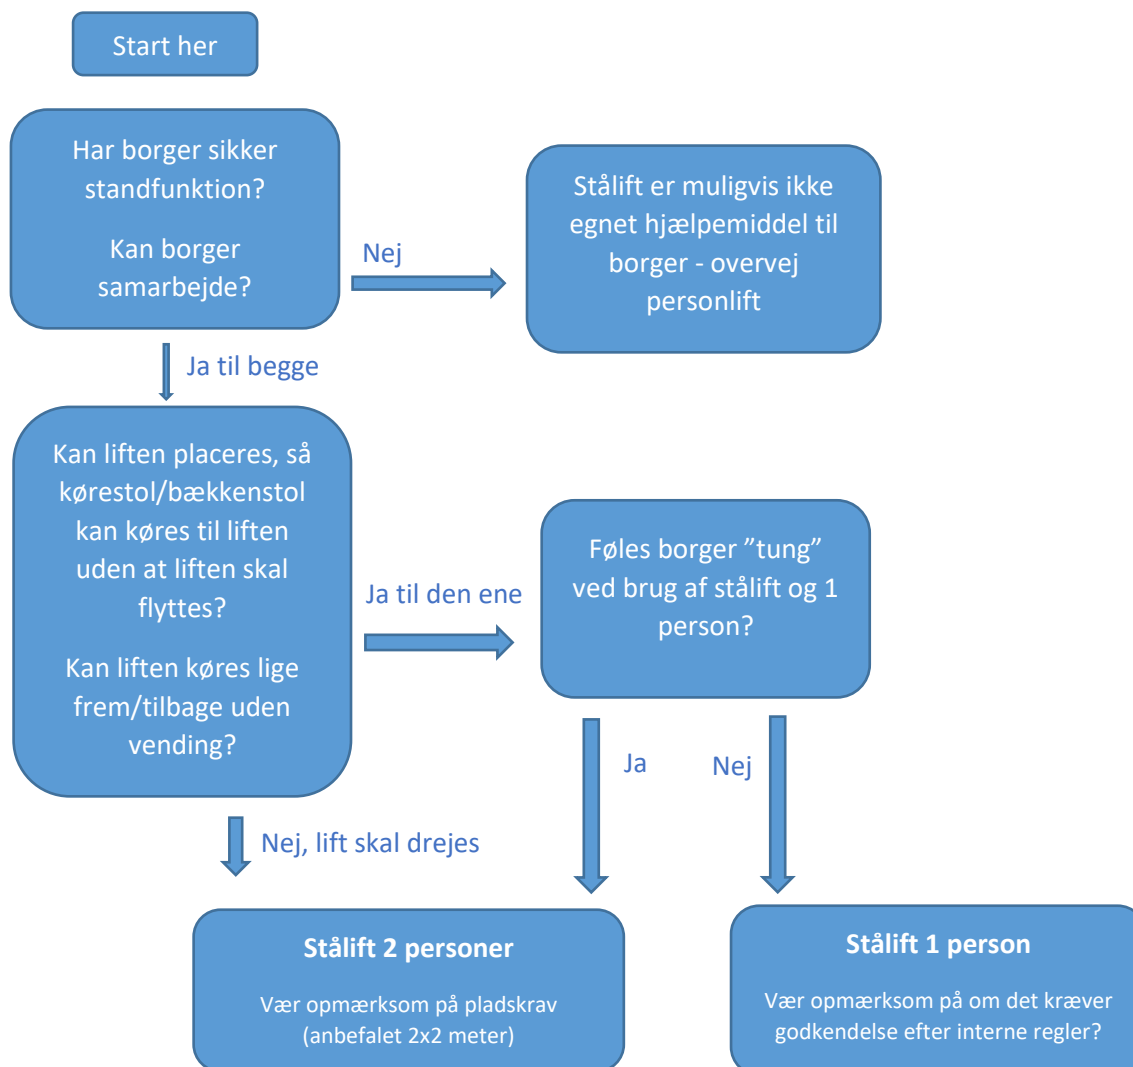 Start her
Har borger sikker
standfunktion?
Kan borger
samarbejde?
Nej
Stålift er muligvis ikke
egnet hjælpemiddel til
borger - overvej
personlift
Ja til begge
Kan liften placeres, så
kørestol/bækkenstol
kan køres til liften
uden at liften skal
flyttes?
Kan liften køres lige
frem/tilbage uden
vending?
Ja til den ene
Føles borger ”tung”
ved brug af stålift og 1
person?
Ja
Nej
Nej, lift skal drejes
Stålift 2 personer
Vær opmærksom på pladskrav
(anbefalet 2x2 meter)
Stålift 1 person
Vær opmærksom på om det kræver
godkendelse efter interne regler?